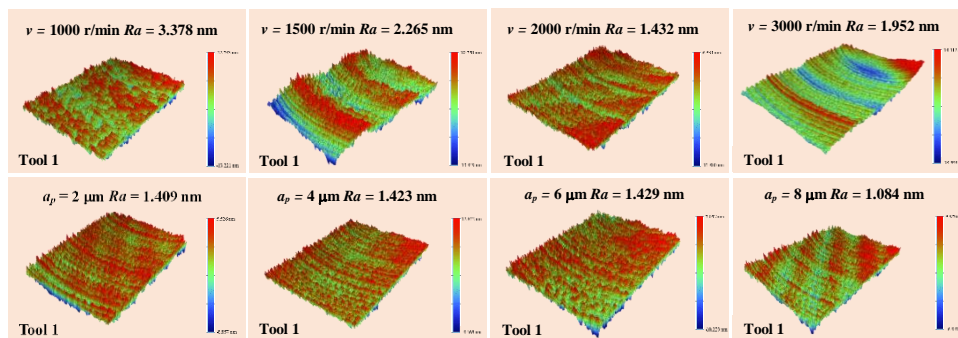 v = 1000 r/min Ra = 3.378 nm
Tool 1
v = 1500 r/min Ra = 2.265 nm
Tool 1
v = 2000 r/min Ra = 1.432 nm
Tool 1
v = 3000 r/min Ra = 1.952 nm
Tool 1
ap = 2 μm Ra = 1.409 nm
Tool 1
ap = 4 μm Ra = 1.423 nm
Tool 1
ap = 6 μm Ra = 1.429 nm
Tool 1
ap = 8 μm Ra = 1.084 nm
Tool 1